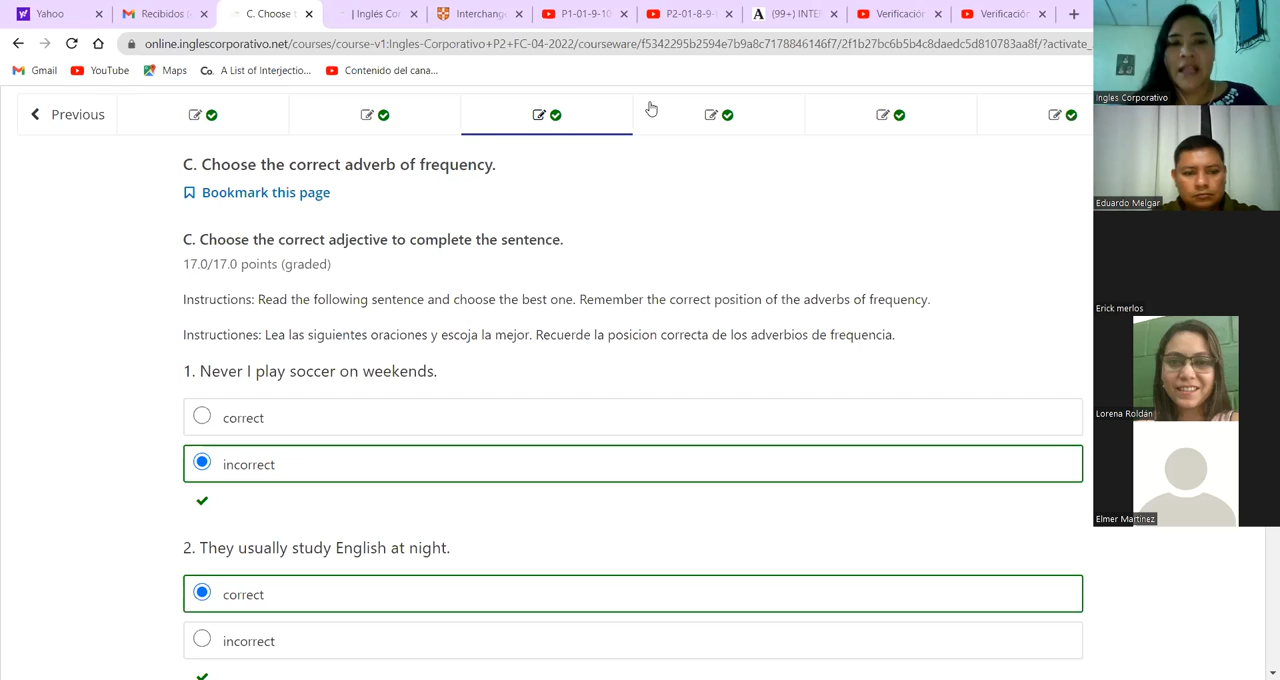 Yahoo
Recibidos (
C. Choose t
| Inglés Cor
Interchang
P1-01-9-10
P2-01-8-9-
(99+) INTE
Verificación
Verificación
online.inglescorporativo.net/courses/course-v1:Ingles-Corporativo+P2+FC-04-2022/courseware/f5342295b2594e7b9a8c7178846146f7/2f1b27bc6b5b4c8daedc5d810783aa8f/?activate_
Gmail
YouTube
Maps
Co.
A List of Interjectio...
Contenido del cana...
Previous
C. Choose the correct adverb of frequency.
Bookmark this page
C. Choose the correct adjective to complete the sentence.
17.0/17.0 points (graded)
Instructions: Read the following sentence and choose the best one. Remember the correct position of the adverbs of frequency.
Instructiones: Lea las siguientes oraciones y escoja la mejor. Recuerde la posicion correcta de los adverbios de frequencia.
1. Never I play soccer on weekends.
correct
incorrect
2. They usually study English at night.
correct
incorrect
Ingles Corporativo
Eduardo Melgar
Erick merlos
Lorena Roldán
Elmer Martínez